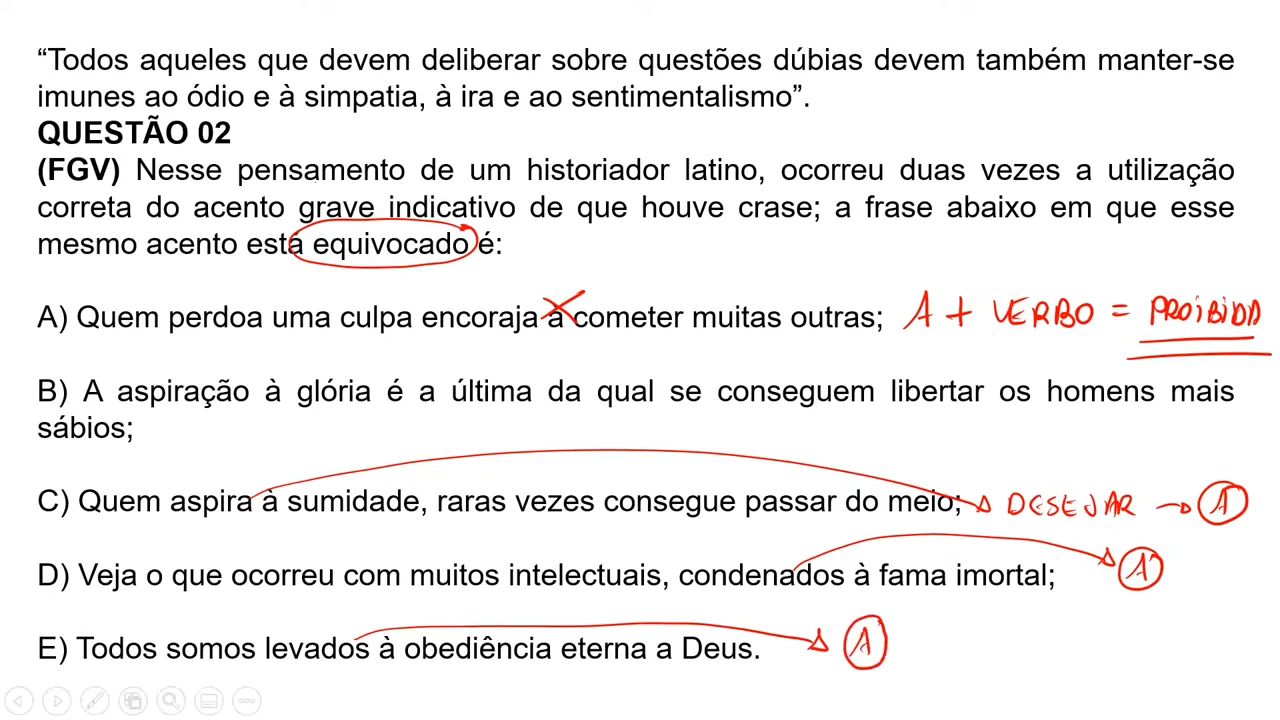 “Todos aqueles que devem deliberar sobre questões dúbias devem também manter-se
imunes ao ódio e à simpatia, à ira e ao sentimentalismo”.
QUESTÃO 02
(FGV) Nesse pensamento de um historiador latino, ocorreu duas vezes a utilização
correta do acento grave indicativo de que houve crase; a frase abaixo em que esse
mesmo acento está equivocado é:
A) Quem perdoa uma culpa encoraja à cometer muitas outras; A + VERBO = PROIBIDA
B) A aspiração à glória é a última da qual se conseguem libertar os homens mais
sábios;
C) Quem aspira à sumidade, raras vezes consegue passar do meio; DESEJAR → A
D) Veja o que ocorreu com muitos intelectuais, condenados à fama imortal; A
E) Todos somos levados à obediência eterna a Deus. A